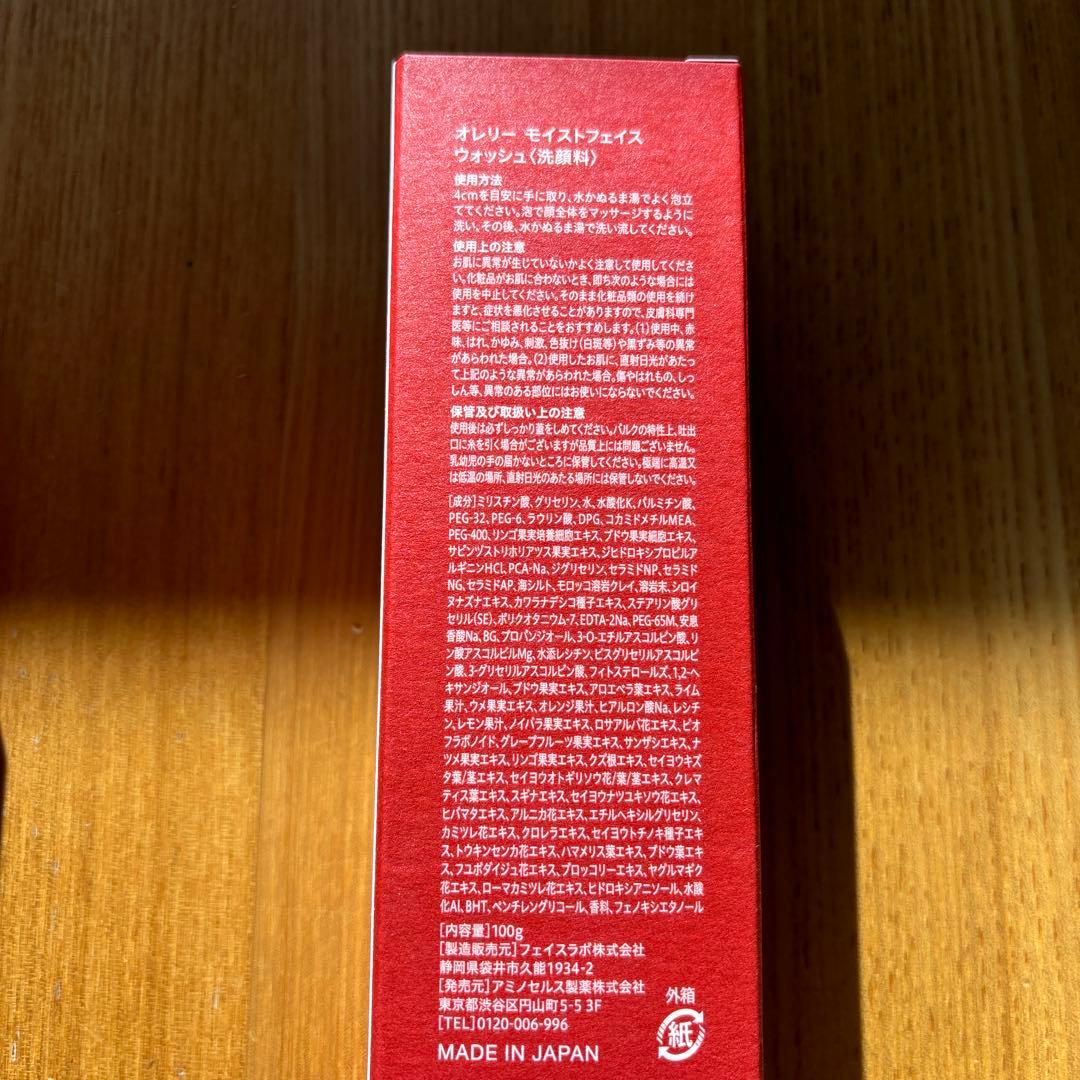 オレリー モイストフェイス
ウォッシュ〈洗顔料〉
使用方法
4cmを目安に手に取り、水かぬるま湯でよく泡立
ててください。泡で顔全体をマッサージするように
洗い、その後、水かぬるま湯で洗い流してください。
使用上の注意
お肌に異常が生じていないかよく注意して使用してくださ
い。化粧品がお肌に合わないとき、即ち次のような場合には
使用を中止してください。そのまま化粧品類の使用を続け
ますと、症状を悪化させることがありますので、皮膚科専門
医等にご相談されることをおすすめします。(1)使用中、赤
味、はれ、かゆみ、刺激、色抜け(白斑等)や黒ずみ等の異常
があらわれた場合。(2)使用したお肌に、直射日光があたっ
て上記のような異常があらわれた場合。傷やはれもの、しっ
しん等、異常のある部位にはお使いにならないでください。
保管及び取扱い上の注意
使用後は必ずしっかり蓋をしめてください。バルクの特性上、吐出
口に糸を引く場合がございますが品質上には問題ございません。
乳幼児の手の届かないところに保管してください。極端に高温又
は低温の場所、直射日光のあたる場所には保管しないでください。
[成分]ミリスチン酸、グリセリン、水、水酸化K、パルミチン酸、
PEG-32、PEG-6、ラウリン酸、DPG、コカミドメチルMEA、
PEG-400、リンゴ果実培養細胞エキス、ブドウ果実細胞エキス、
サピンヅストリホリアツス果実エキス、ジヒドロキシプロピルア
ルギニンHCl、PCA-Na、ジグリセリン、セラミドNP、セラミド
NG、セラミドAP、海シルト、モロッコ溶岩クレイ、溶岩末、シロイ
ヌナズナエキス、カワラナデシコ種子エキス、ステアリン酸グリ
セリル(SE)、ポリクオタニウム-7、EDTA-2Na、PEG-65M、安息
香酸Na、BG、プロパンジオール、3-O-エチルアスコルビン酸、リ
ン酸アスコルビルMg、水添レシチン、ビスグリセリルアスコルビ
ン酸、3-グリセリルアスコルビン酸、フィトステロールズ、1,2-ヘ
キサンジオール、ブドウ果実エキス、アロエベラ葉エキス、ライム
果汁、ウメ果実エキス、オレンジ果汁、ヒアルロン酸Na、レシチ
ン、レモン果汁、ノイバラ果実エキス、ロサアルバ花エキス、ビオ
フラボノイド、グレープフルーツ果実エキス、サンザシエキス、ナ
ツメ果実エキス、リンゴ果実エキス、クズ根エキス、セイヨウキズ
タ葉/茎エキス、セイヨウオトギリソウ花/葉/茎エキス、クレマ
ティス葉エキス、スギナエキス、セイヨウナツユキソウ花エキス、
ヒバマタエキス、アルニカ花エキス、エチルヘキシルグリセリン、
カミツレ花エキス、クロレラエキス、セイヨウトチノキ種子エキ
ス、トウキンセンカ花エキス、ハマメリス葉エキス、ブドウ葉エキ
ス、フユボダイジュ花エキス、ブロッコリーエキス、ヤグルマギク
花エキス、ローマカミツレ花エキス、ヒドロキシアニソール、水酸
化Al、BHT、ペンチレングリコール、香料、フェノキシエタノール
[内容量]100g
[製造販売元]フェイスラボ株式会社
静岡県袋井市久能1934-2
[発売元]アミノセルス製薬株式会社
東京都渋谷区円山町5-5 3F
[TEL]0120-006-996
MADE IN JAPAN
外箱
紙